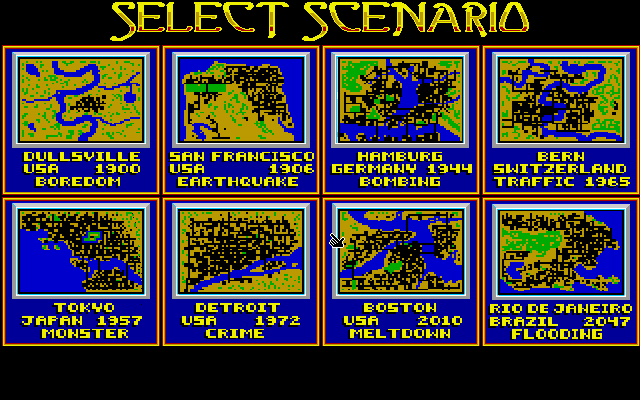 SELECT SCENARIO
DULLSVILLE
USA 1900
BOREDOM
SAN FRANCISCO
USA 1906
EARTHQUAKE
HAMBURG
GERMANY 1944
BOMBING
BERN
SWITZERLAND
TRAFFIC 1965
TOKYO
JAPAN 1957
MONSTER
DETROIT
USA 1972
CRIME
BOSTON
USA 2010
MELTDOWN
RIO DE JANEIRO
BRAZIL 2047
FLOODING